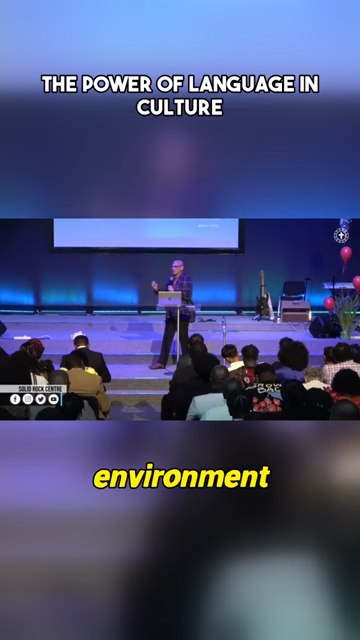 THE POWER OF LANGUAGE IN
CULTURE
SOLID ROCK CENTRE
environment